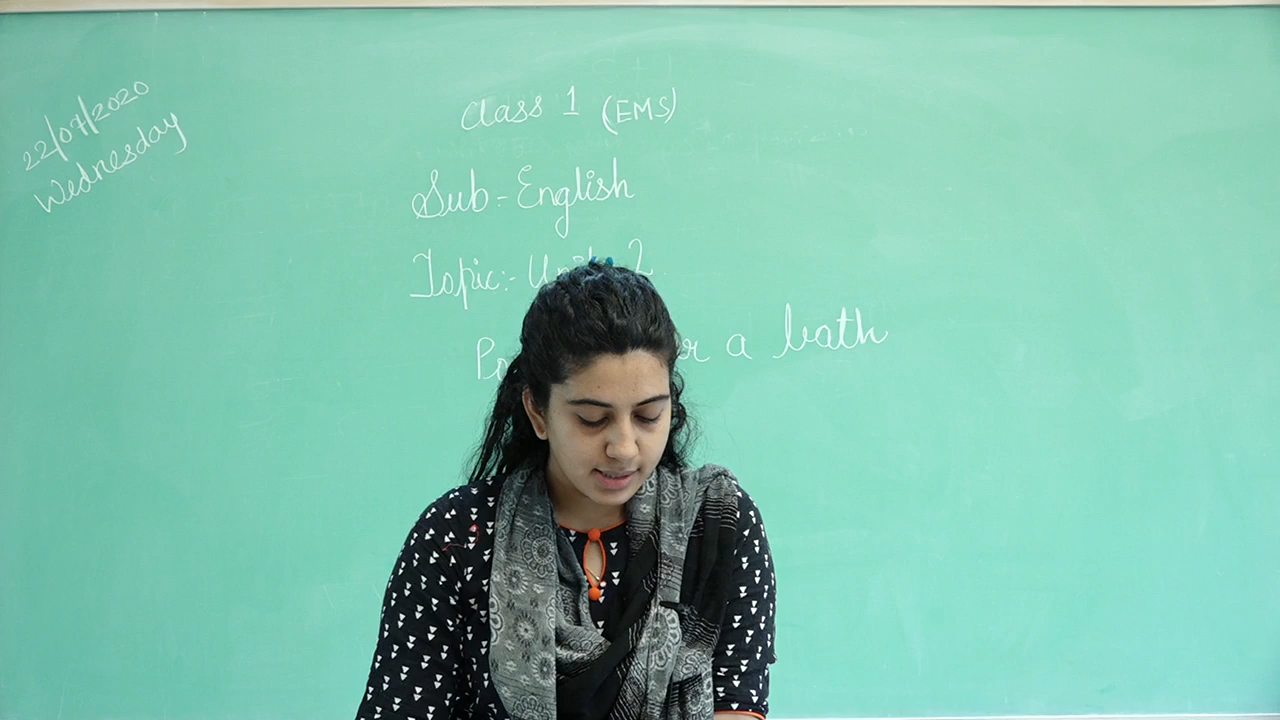 22/07/2020
Wednesday
Class 1 (EMS)
Sub-English
Topic:- 2
a bath